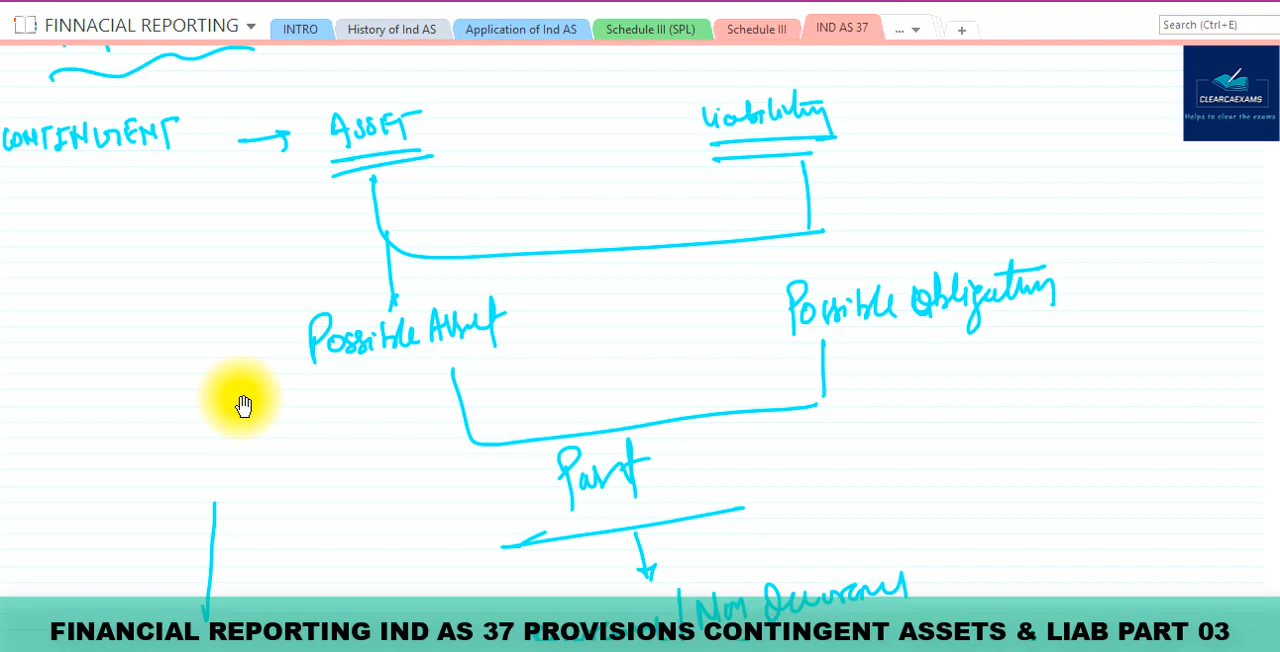 FINNACIAL REPORTING
INTRO
History of Ind AS
Application of Ind AS
Schedule III (SPL)
Schedule III
IND AS 37
...
+
Search (Ctrl+E)
CLEARCAEXAMS
Helps to clear the exams
CONTINGENT → ASSET
Liability
Possible Asset
Possible Obligation
Past
/ Non
FINANCIAL REPORTING IND AS 37 PROVISIONS CONTINGENT ASSETS & LIAB PART 03